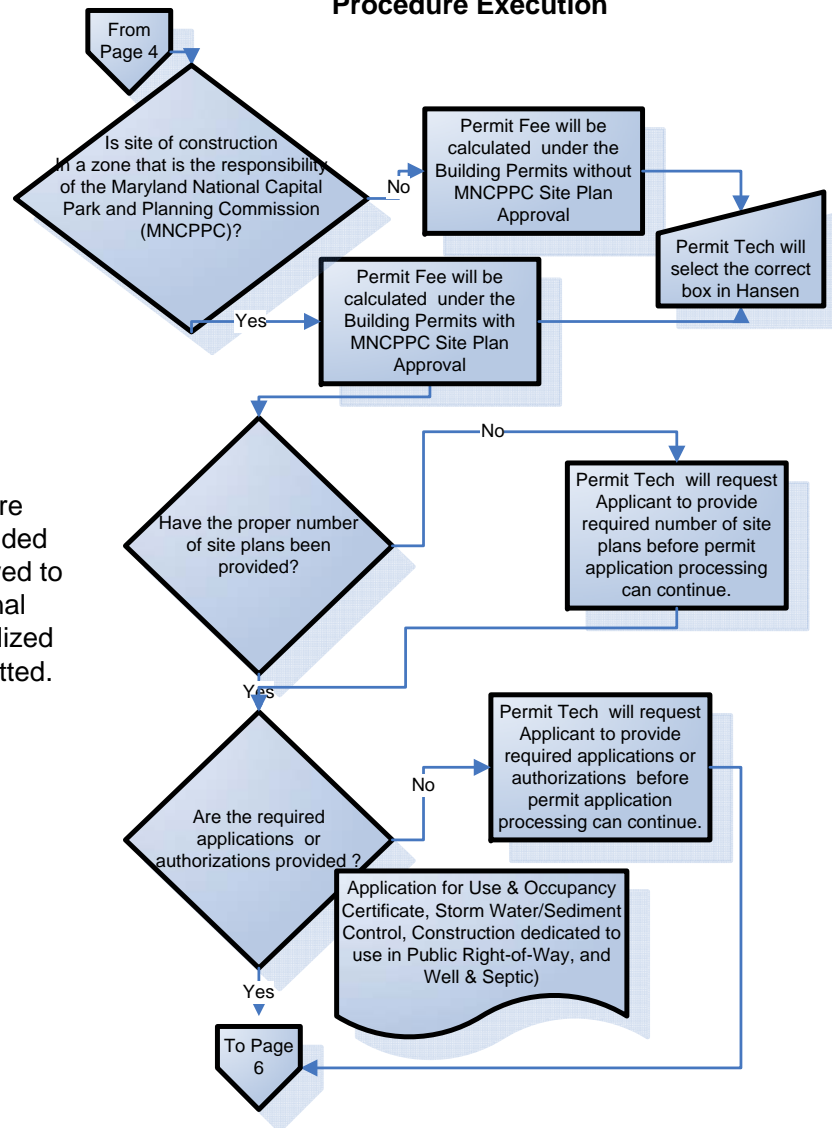 Procedure Execution
From
Page 4
Is site of construction
In a zone that is the responsibility
of the Maryland National Capital
Park and Planning Commission
(MNCPPC)?
No
Permit Fee will be
calculated under the
Building Permits without
MNCPPC Site Plan
Approval
Permit Tech will
select the correct
box in Hansen
Yes
Permit Fee will be
calculated under the
Building Permits with
MNCPPC Site Plan
Approval
No
Have the proper number
of site plans been
provided?
Permit Tech will request
Applicant to provide
required number of site
plans before permit
application processing
can continue.
re
ded
ed to
nal
lized
tted.
Yes
Are the required
applications or
authorizations provided ?
No
Permit Tech will request
Applicant to provide
required applications or
authorizations before
permit application
processing can continue.
Application for Use & Occupancy
Certificate, Storm Water/Sediment
Control, Construction dedicated to
use in Public Right-of-Way, and
Well & Septic)
Yes
To Page
6